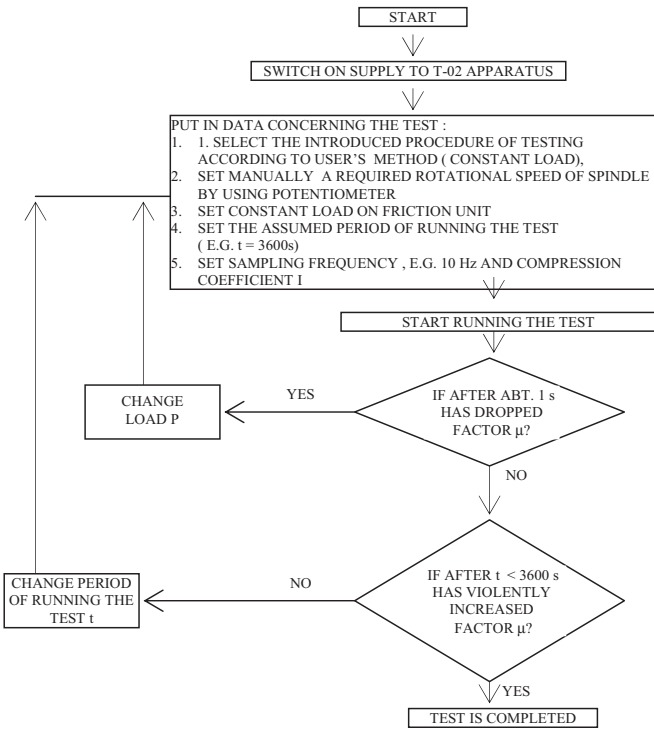 START
SWITCH ON SUPPLY TO T-02 APPARATUS
PUT IN DATA CONCERNING THE TEST :
1. 1. SELECT THE INTRODUCED PROCEDURE OF TESTING
ACCORDING TO USER'S METHOD ( CONSTANT LOAD),
2. SET MANUALLY A REQUIRED ROTATIONAL SPEED OF SPINDLE
BY USING POTENTIOMETER
3. SET CONSTANT LOAD ON FRICTION UNIT
4. SET THE ASSUMED PERIOD OF RUNNING THE TEST
( E.G. t = 3600s)
5. SET SAMPLING FREQUENCY , E.G. 10 Hz AND COMPRESSION
COEFFICIENT I
START RUNNING THE TEST
IF AFTER ABT. 1 s
HAS DROPPED
FACTOR μ?
YES
CHANGE
LOAD P
NO
IF AFTER t < 3600 s
HAS VIOLENTLY
INCREASED
FACTOR μ?
NO
CHANGE PERIOD
OF RUNNING THE
TEST t
YES
TEST IS COMPLETED